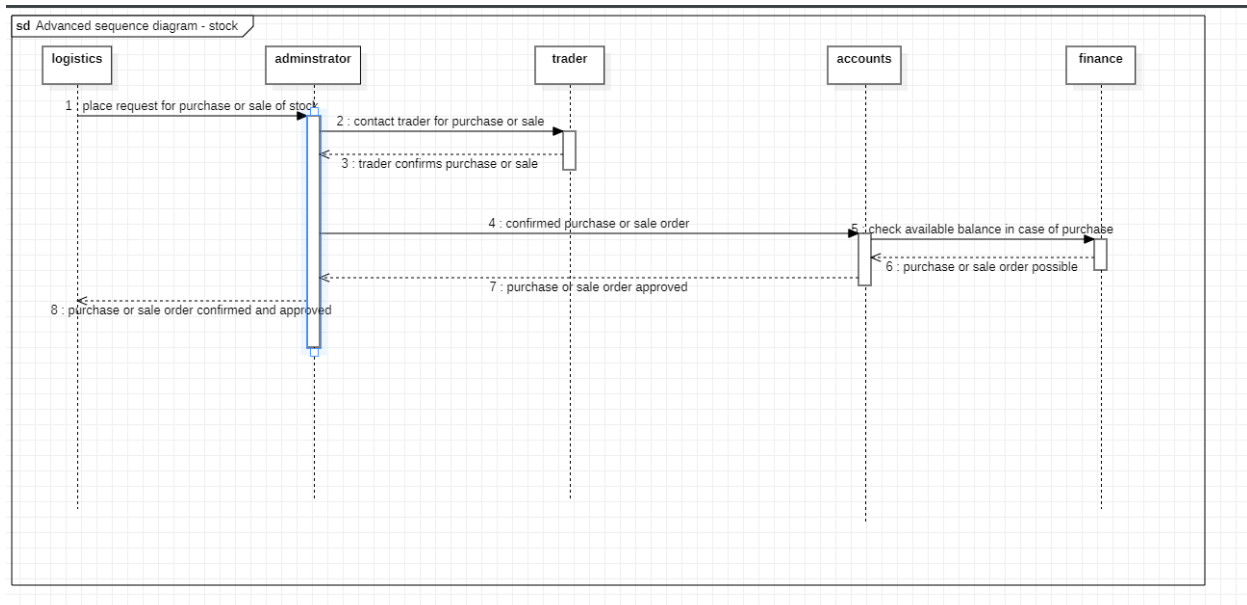 sd Advanced sequence diagram - stock
logistics
adminstrator
trader
accounts
finance
1 : place request for purchase or sale of stock
2 : contact trader for purchase or sale
3 : trader confirms purchase or sale
4 : confirmed purchase or sale order
5 : check available balance in case of purchase
6 : purchase or sale order possible
7 : purchase or sale order approved
8 : purchase or sale order confirmed and approved